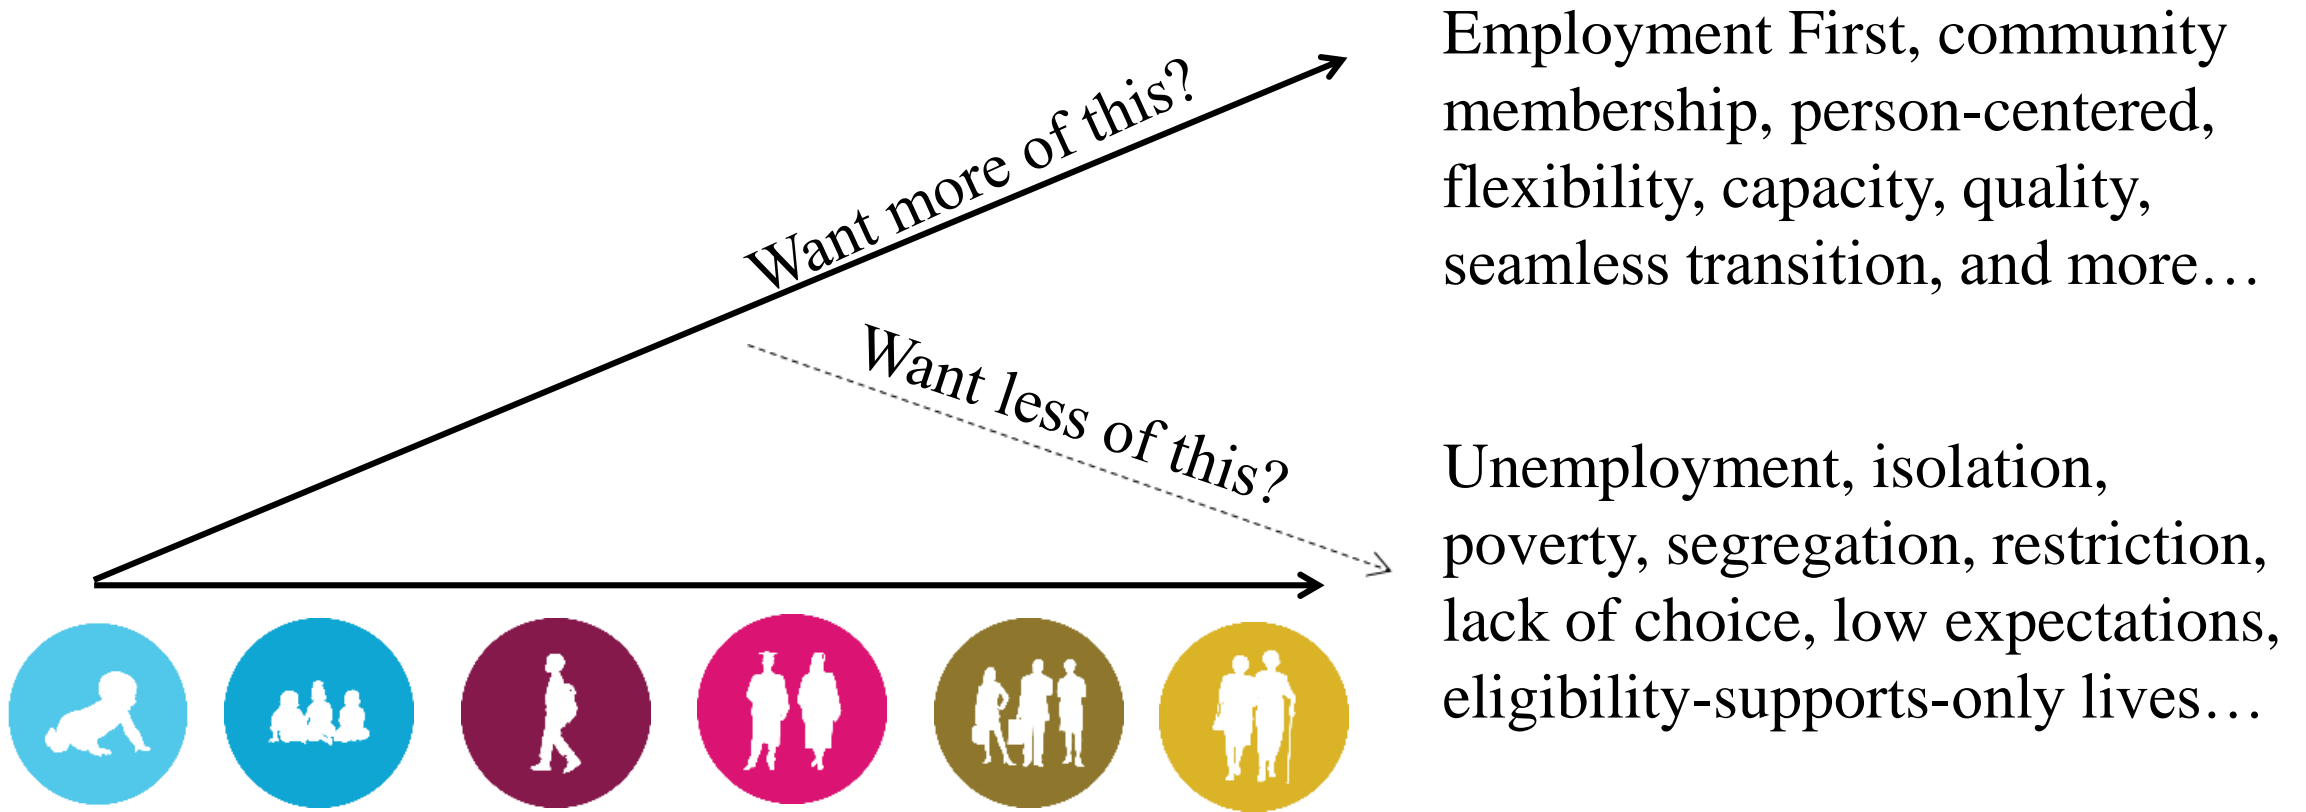 Want more of this?
Employment First, community
membership, person-centered,
flexibility, capacity, quality,
seamless transition, and more…
Want less of this?
Unemployment, isolation,
poverty, segregation, restriction,
lack of choice, low expectations,
eligibility-supports-only lives…